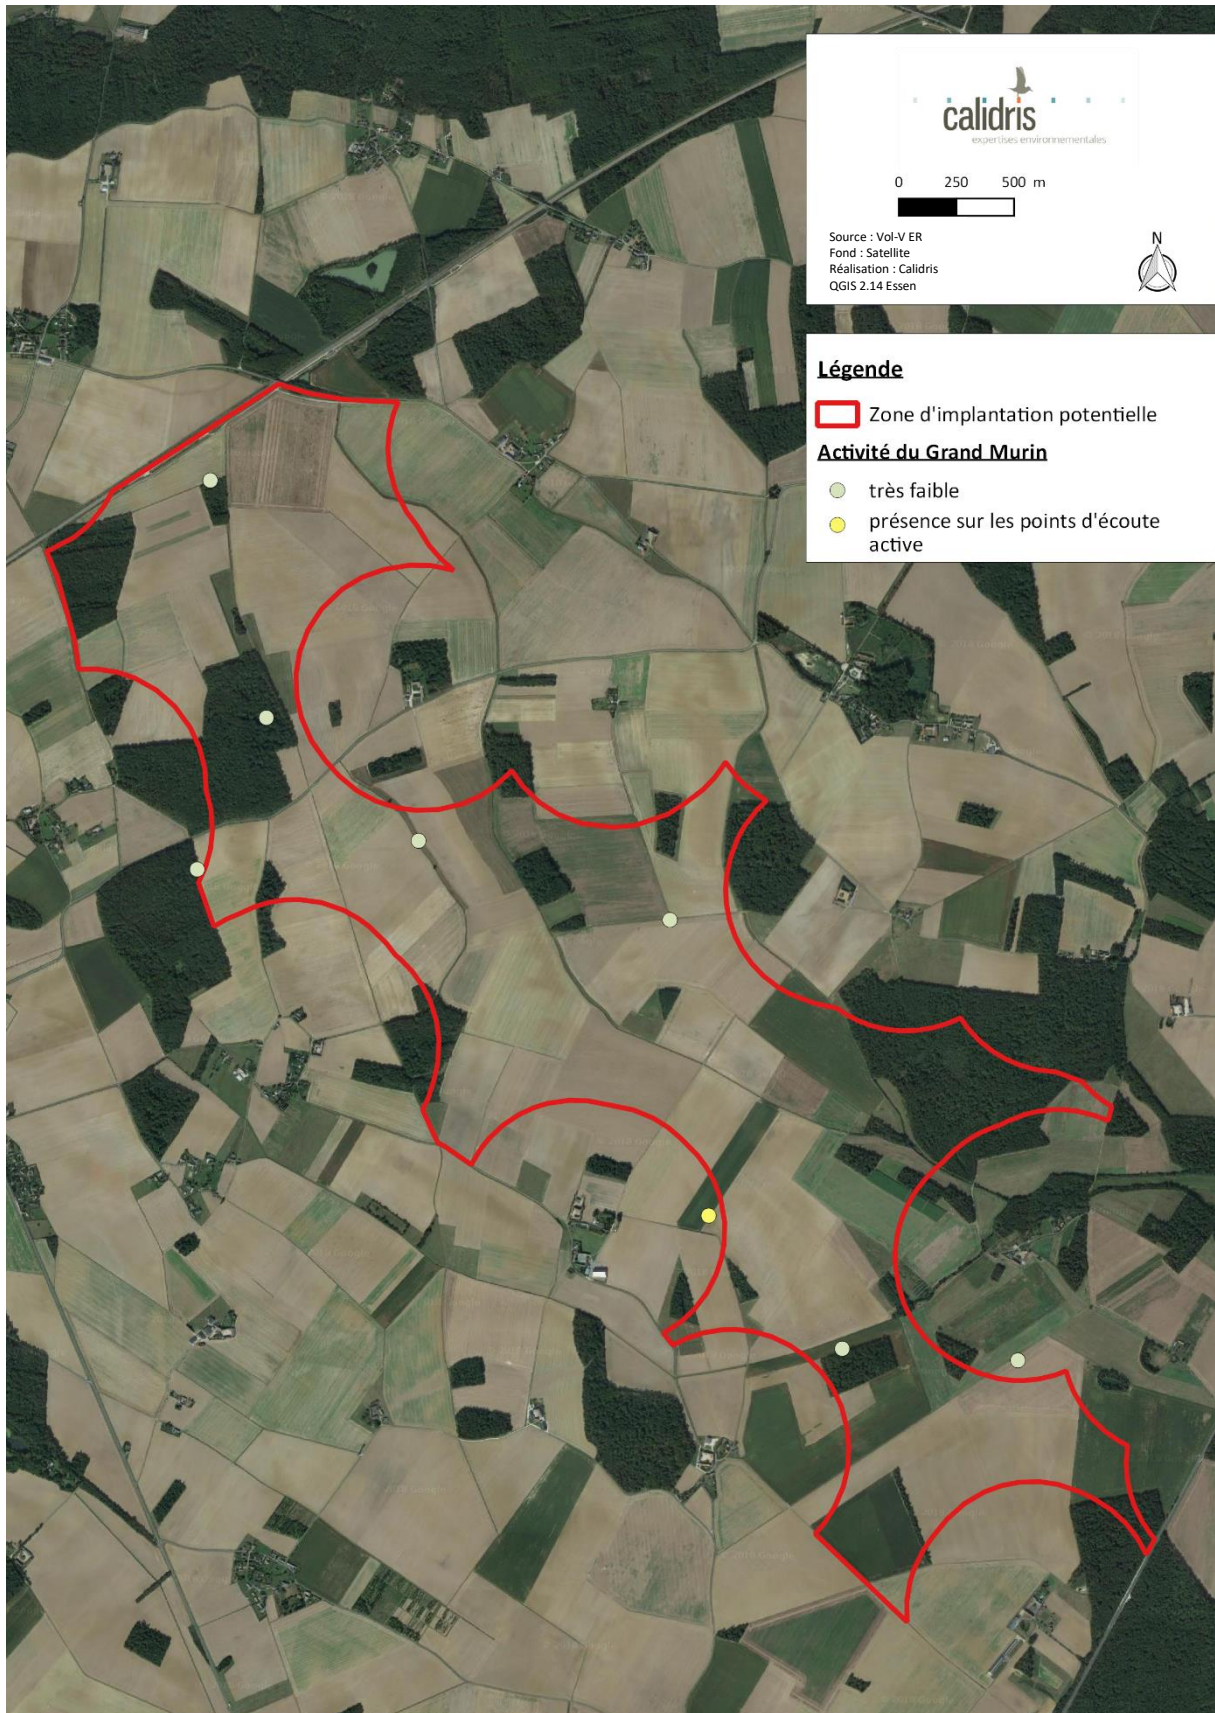 calidris
expertises environnementales
0 250 500 m
Source : Vol-V ER
Fond : Satellite
Réalisation : Calidris
QGIS 2.14 Essen
N
Légende
Zone d'implantation potentielle
Activité du Grand Murin
très faible
présence sur les points d'écoute
active